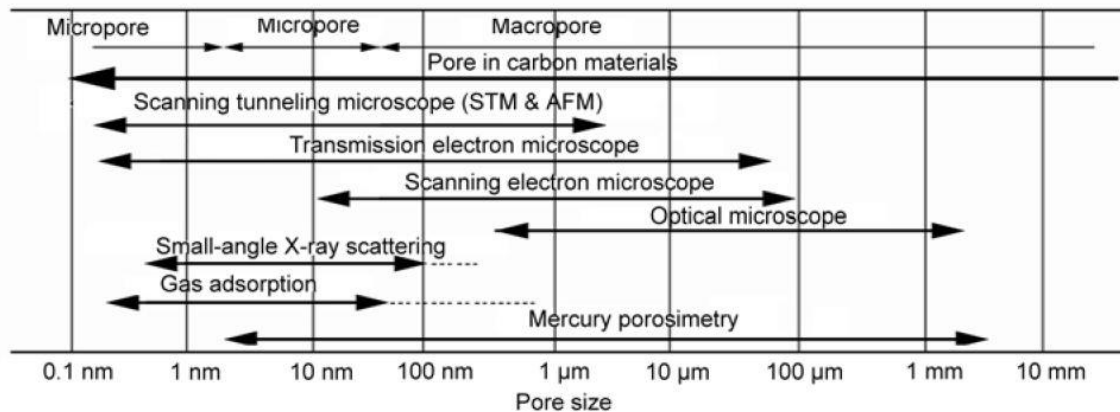 Micropore Micropore Macropore
Pore in carbon materials
Scanning tunneling microscope (STM & AFM)
Transmission electron microscope
Scanning electron microscope
Optical microscope
Small-angle X-ray scattering
Gas adsorption
Mercury porosimetry
0.1 nm 1 nm 10 nm 100 nm 1 µm 10 µm 100 µm 1 mm 10 mm
Pore size